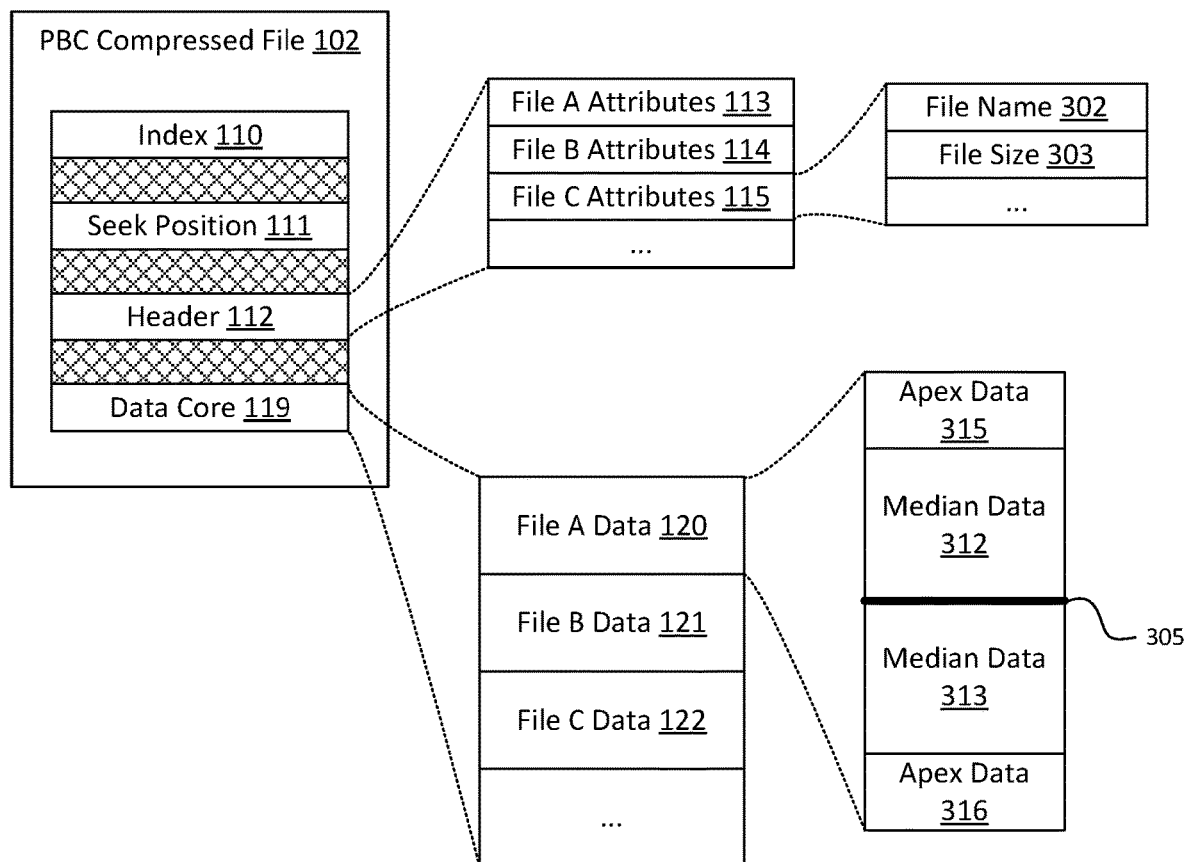 PBC Compressed File 102
Index 110
Seek Position 111
Header 112
Data Core 119
File A Attributes 113
File B Attributes 114
File C Attributes 115
...
File Name 302
File Size 303
...
File A Data 120
File B Data 121
File C Data 122
...
Apex Data
315
Median Data
312
305
Median Data
313
Apex Data
316